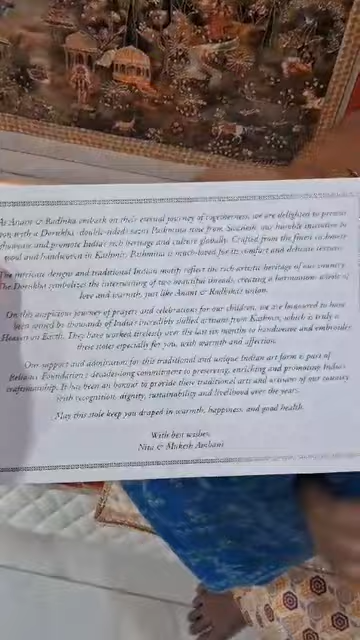 As Anant & Radhika embark on their eternal journey of togetherness, we are delighted to present
you with a Dorukha double-sided Pashmina from Swadesh, our humble initiative to
showcase and promote India's rich heritage and culture globally. Crafted from the finest cashmere
wool and handwoven in Kashmir, Pashmina is much-loved for its comfort and delicate texture.
The intricate designs and traditional Indian motif reflect the rich artistic heritage of our country.
The Dorukha symbolizes the interweaving of two beautiful threads, creating a harmonious whole of
love and warmth, just like Anant & Radhika's union.
On this auspicious journey of prayers and celebrations for our children, we are honoured to have
been joined by thousands of India's incredibly skilled artisans from Kashmir, which is truly a
Heaven on Earth. They have worked tirelessly over the last six months to handweave and embroider
these stoles especially for you, with warmth and affection.
Our support and admiration for this traditional and unique Indian art form is part of
Reliance Foundation's decadelong commitment to preserving, enriching and promoting Indian
craftsmanship. It has been an honour to provide these traditional arts and artisans of our country
with recognition, dignity, sustainability and livelihood over the years.
May this stole keep you draped in warmth, happiness, and good health.
With best wishes,
Nita & Mukesh Ambani